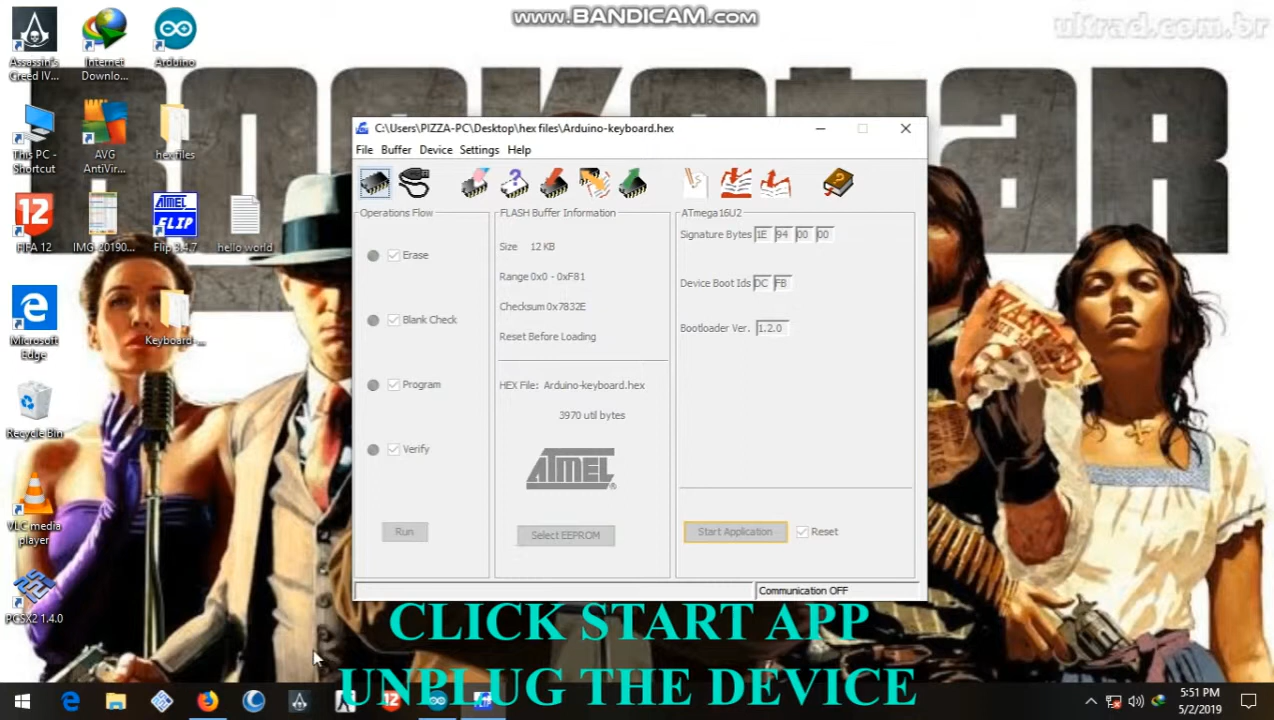 www.BANDICAM.com
ultrad.com.br
Assassin's
Creed IV...
Internet
Downlo...
Arduino
This PC -
Shortcut
AVG
AntiVir...
hex files
12
FIFA 12
IMG-20190...
ATMEL
FLIP
Flip 3.4.7
hello world
Microsoft
Edge
Keyboard-...
Recycle Bin
VLC media
player
PCSX2 1.4.0
C:\Users\PIZZA-PC\Desktop\hex files\Arduino-keyboard.hex
File Buffer Device Settings Help
Operations Flow
Erase
Blank Check
Program
Verify
Run
FLASH Buffer Information
Size 12 KB
Range 0x0 - 0xF81
Checksum 0x7832E
Reset Before Loading
HEX File: Arduino-keyboard.hex
3970 util bytes
ATMEL
Select EEPROM
ATmega16U2
Signature Bytes 1E 94 00 00
Device Boot Ids DC FB
Bootloader Ver. 1.2.0
Start Application Reset
Communication OFF
WANTED
CLICK START APP
UNPLUG THE DEVICE
5:51 PM
5/2/2019